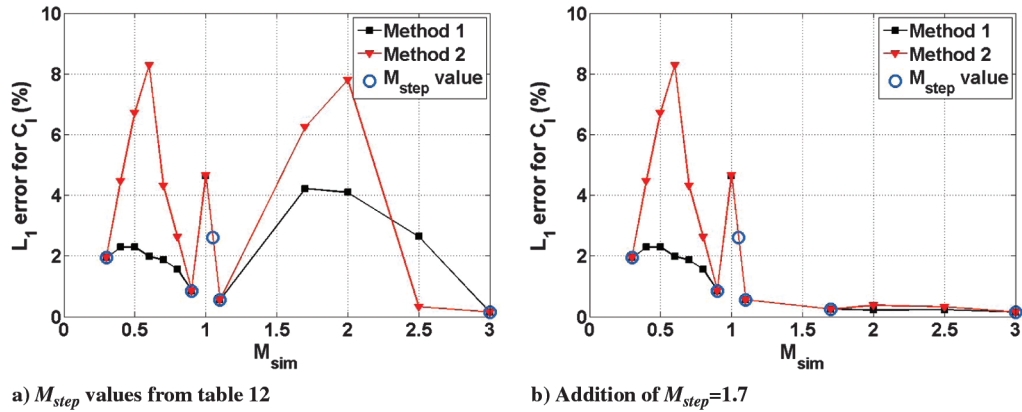 10
8
6
4
2
0
L1 error for Cl (%)
0 0.5 1 1.5 2 2.5 3
Msim
Method 1
Method 2
Mstep value
a) Mstep values from table 12
10
8
6
4
2
0
L1 error for Cl (%)
0 0.5 1 1.5 2 2.5 3
Msim
Method 1
Method 2
Mstep value
b) Addition of Mstep=1.7